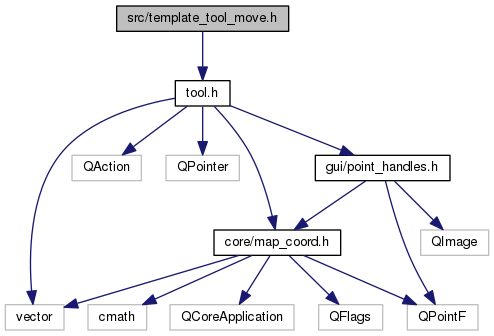 src/template_tool_move.h
tool.h
QAction
QPointer
gui/point_handles.h
core/map_coord.h
QImage
vector
cmath
QCoreApplication
QFlags
QPointF